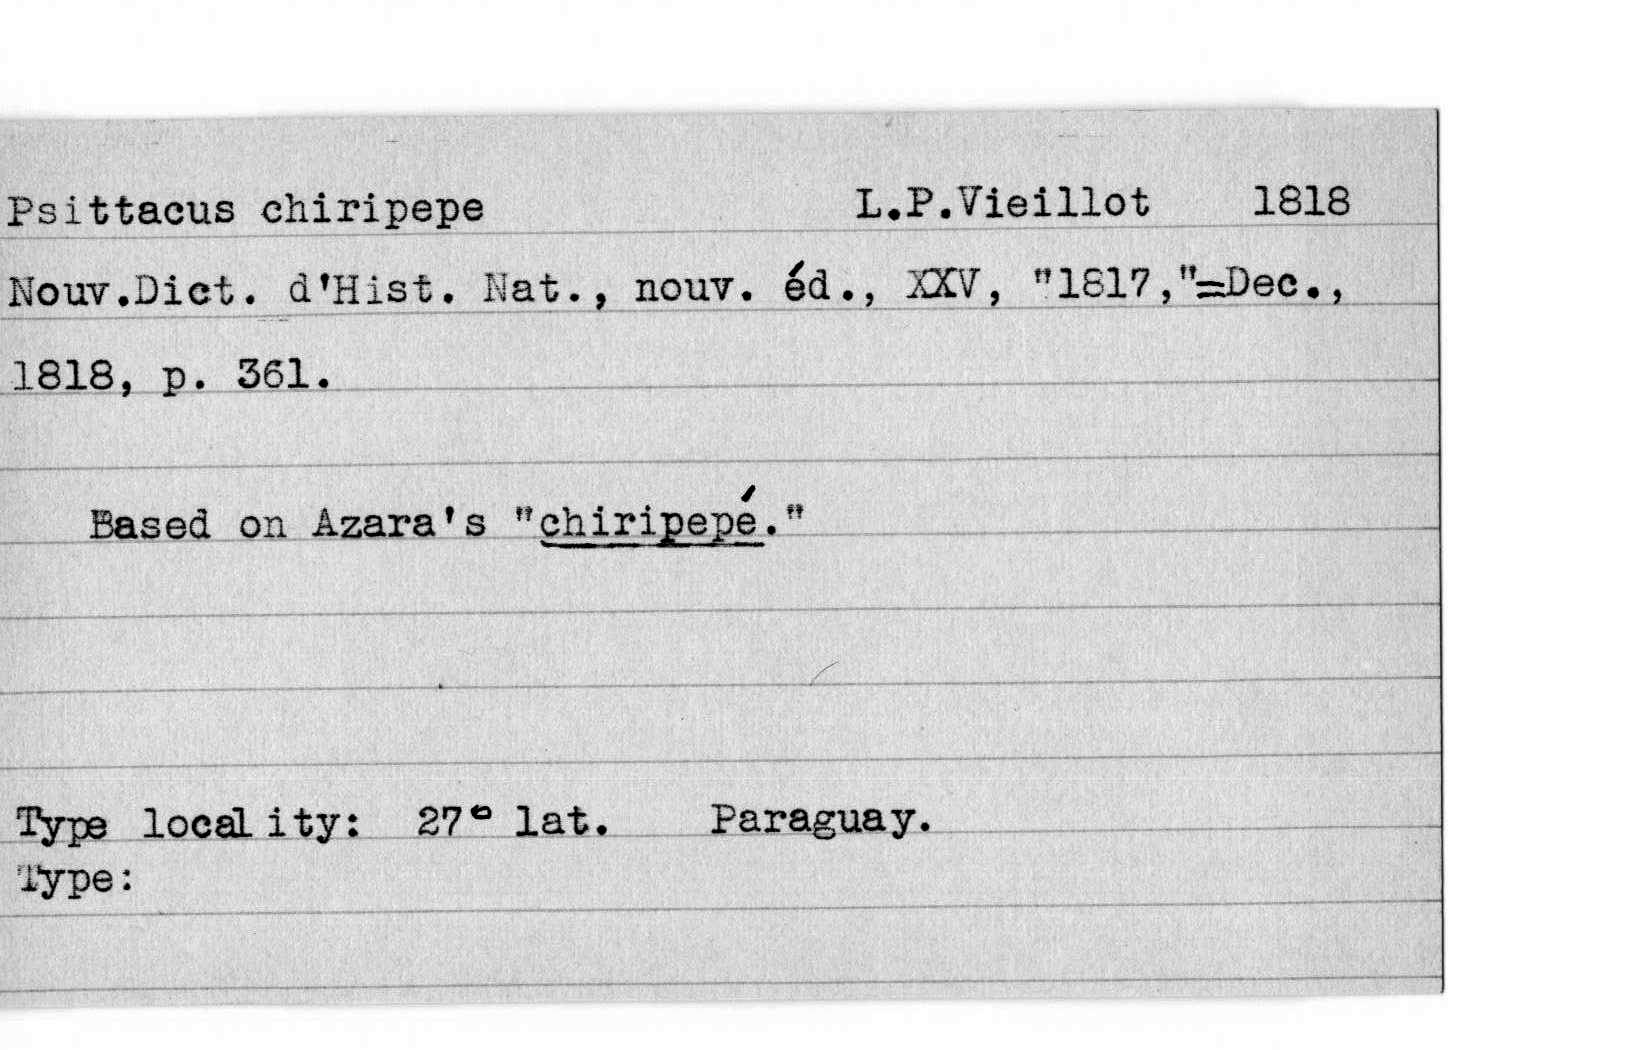 Psittacus chiripepe L.P.Vieillot 1818
Nouv.Dict. d'Hist. Nat., nouv. éd., XXV, "1817,"=Dec.,
1818, p. 361.
Based on Azara's "chiripepé."
Type locality: 27° lat. Paraguay.
Type: